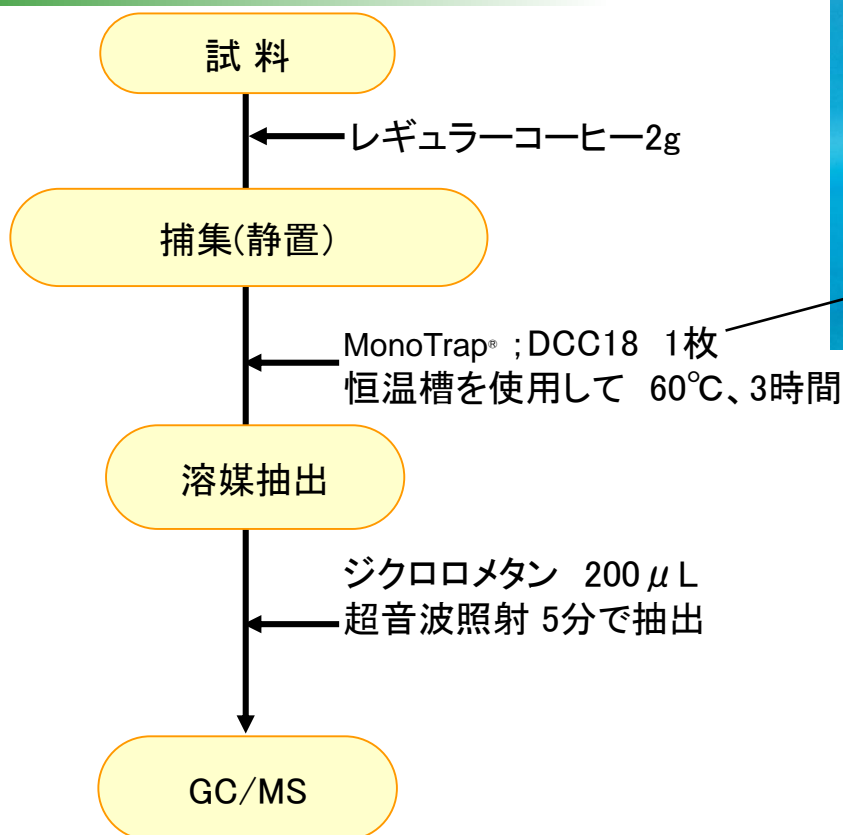 試 料
レギュラーコーヒー2g
捕集(静置)
MonoTrap® ;DCC18 1枚
恒温槽を使用して 60℃、3時間
溶媒抽出
ジクロロメタン 200μL
超音波照射 5分で抽出
GC/MS